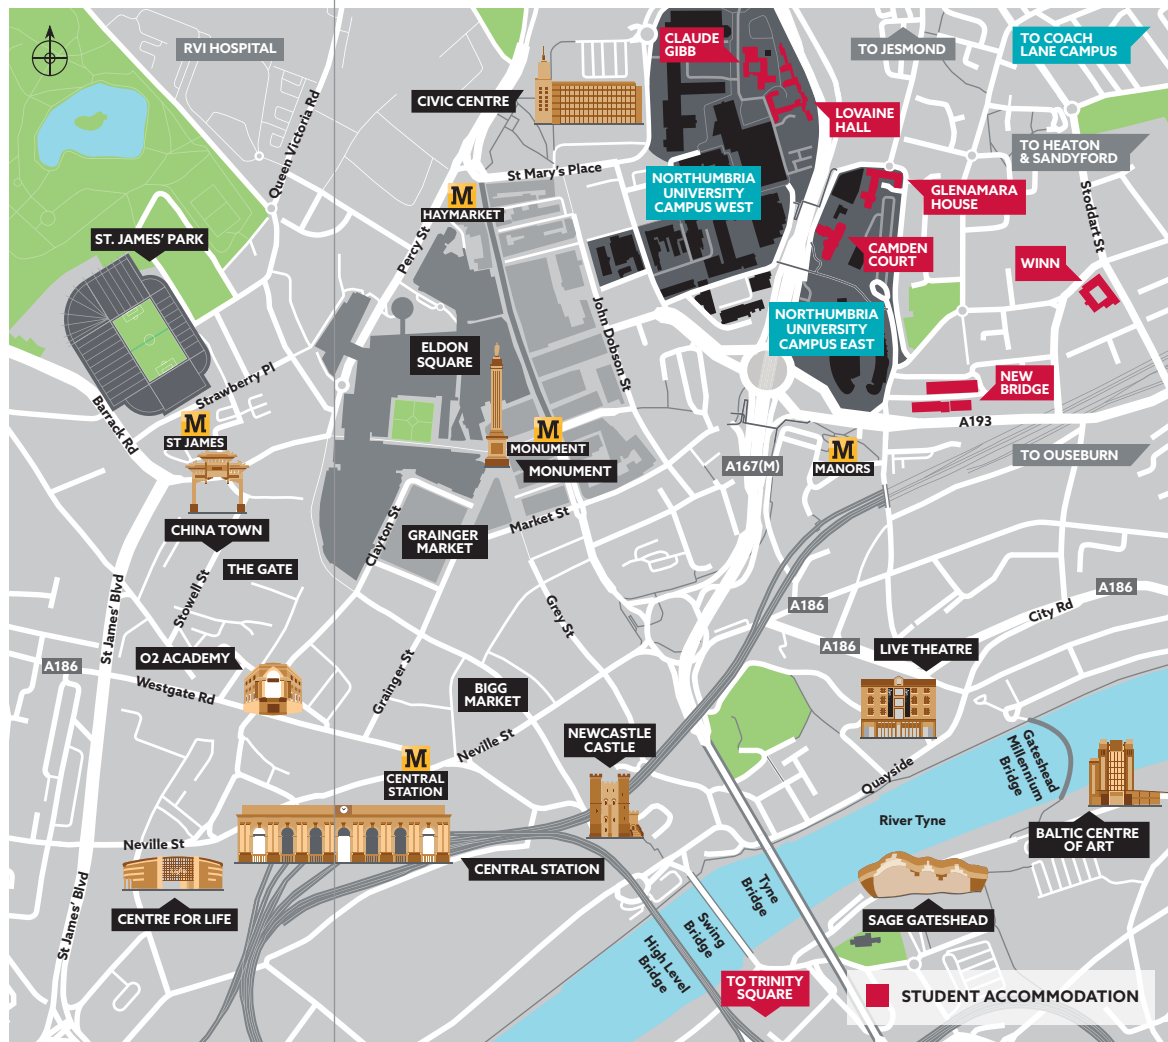 RVI HOSPITAL
CLAUDE
GIBB
TO JESMOND
TO COACH
LANE CAMPUS
CIVIC CENTRE
Queen Victoria Rd
LOVAINE
HALL
TO HEATON
& SANDYFORD
St Mary's Place
NORTHUMBRIA
UNIVERSITY
CAMPUS WEST
M
HAYMARKET
GLENAMARA
HOUSE
Stoddart St
ST. JAMES' PARK
Percy St
CAMDEN
COURT
WINN
John Dobson St
NORTHUMBRIA
UNIVERSITY
CAMPUS EAST
ELDON
SQUARE
NEW
BRIDGE
Strawberry Pl
Barrack Rd
M
ST JAMES
M
MONUMENT
MONUMENT
A193
A167(M)
M
MANORS
TO OUSEBURN
CHINA TOWN
Clayton St
GRAINGER
MARKET
Market St
THE GATE
Stowell St
St James' Blvd
Grey St
A186
A186
City Rd
A186
LIVE THEATRE
A186
O2 ACADEMY
Westgate Rd
Grainger St
BIGG
MARKET
NEWCASTLE
CASTLE
Neville St
M
CENTRAL
STATION
Quayside
Gateshead
Millennium
Bridge
River Tyne
BALTIC CENTRE
OF ART
Neville St
CENTRAL STATION
CENTRE FOR LIFE
St James' Blvd
Tyne
Bridge
Swing
Bridge
High Level
Bridge
SAGE GATESHEAD
TO TRINITY
SQUARE
STUDENT ACCOMMODATION